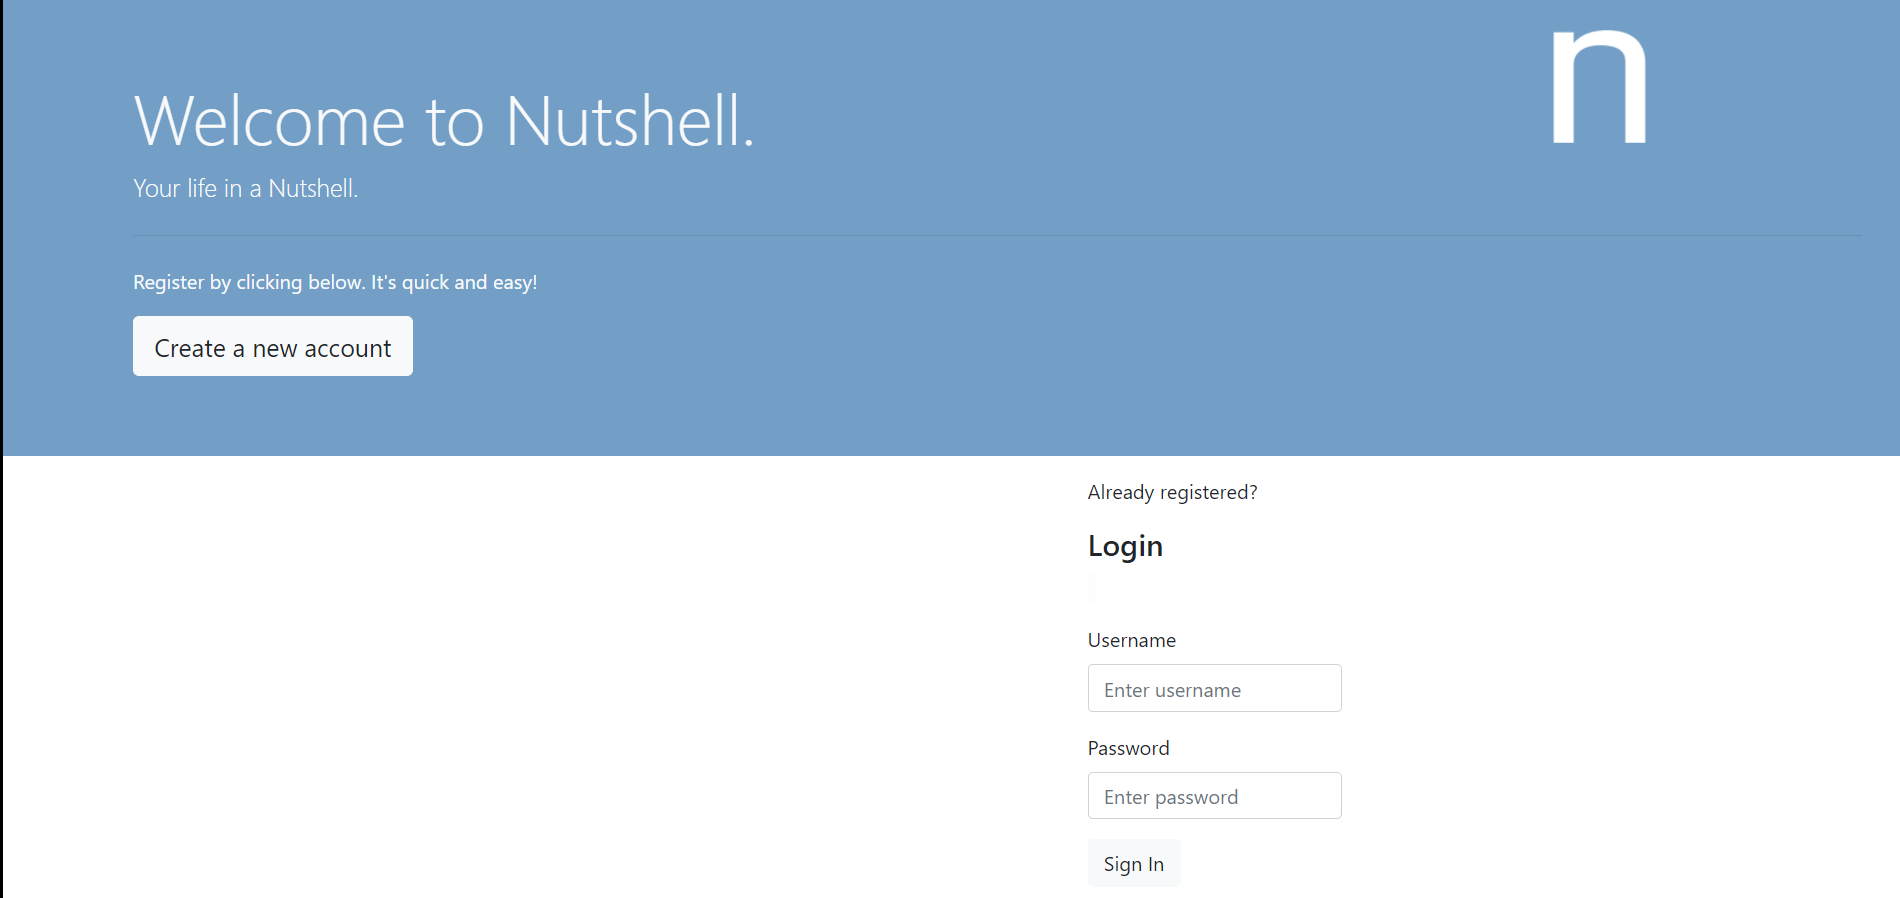 n
Welcome to Nutshell.
Your life in a Nutshell.
Register by clicking below. It's quick and easy!
Create a new account
Already registered?
Login
Username
Enter username
Password
Enter password
Sign In